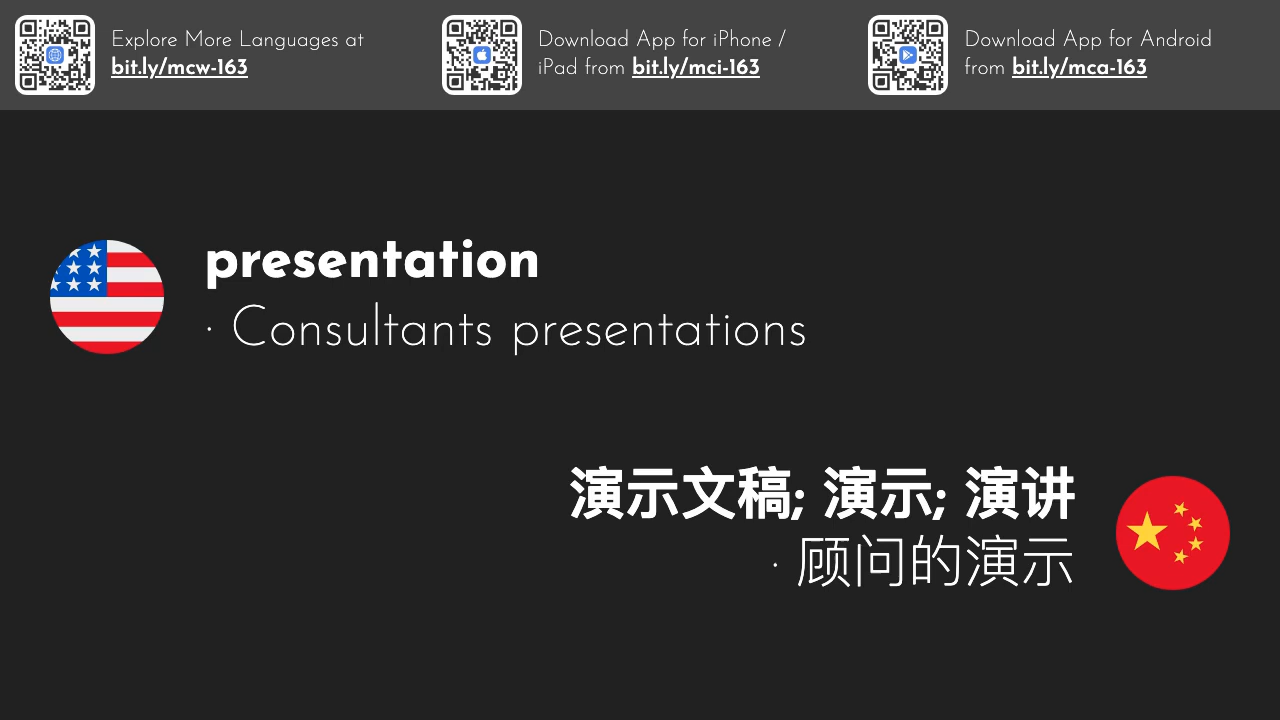 Explore More Languages at
bit.ly/mcw-163
Download App for iPhone /
iPad from bit.ly/mci-163
Download App for Android
from bit.ly/mca-163
presentation
· Consultants presentations
演示文稿; 演示; 演讲
· 顾问的演示